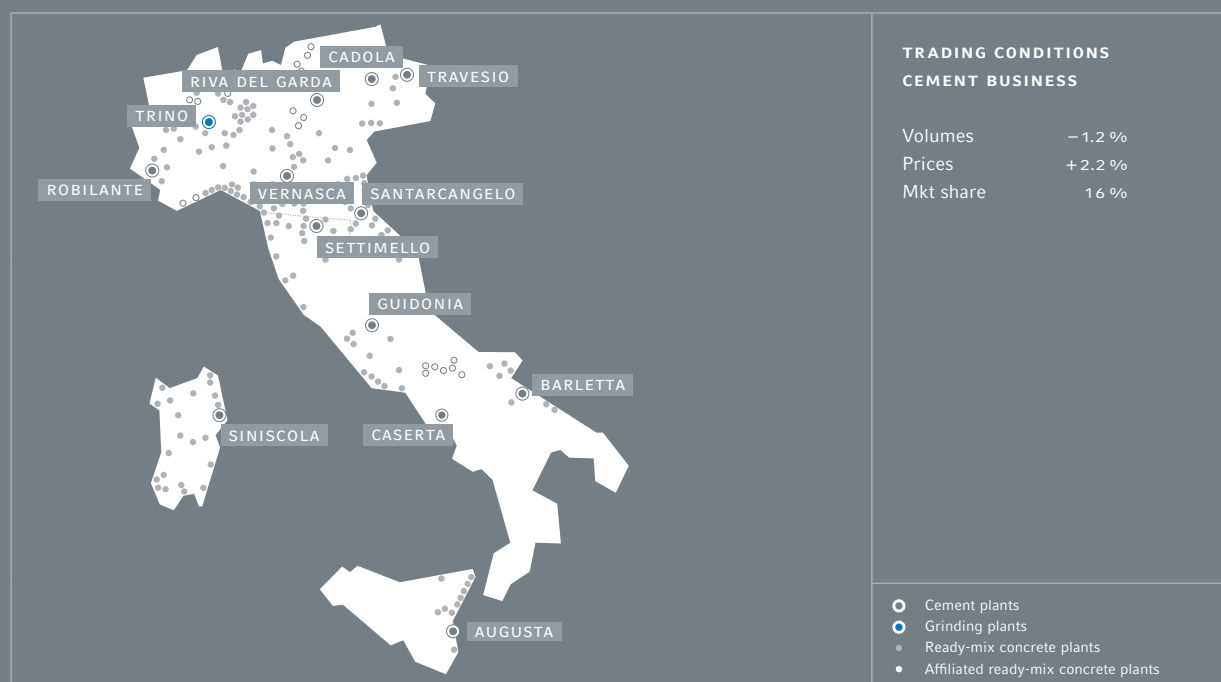 CADOLA
RIVA DEL GARDA
TRAVESIO
TRINO
ROBILANTE
VERNASCA
SANTARCANGELO
SETTIMELLO
GUIDONIA
BARLETTA
SINISCOLA
CASERTA
AUGUSTA
TRADING CONDITIONS
CEMENT BUSINESS
Volumes −1.2 %
Prices +2.2 %
Mkt share 16 %
Cement plants
Grinding plants
Ready-mix concrete plants
Affiliated ready-mix concrete plants